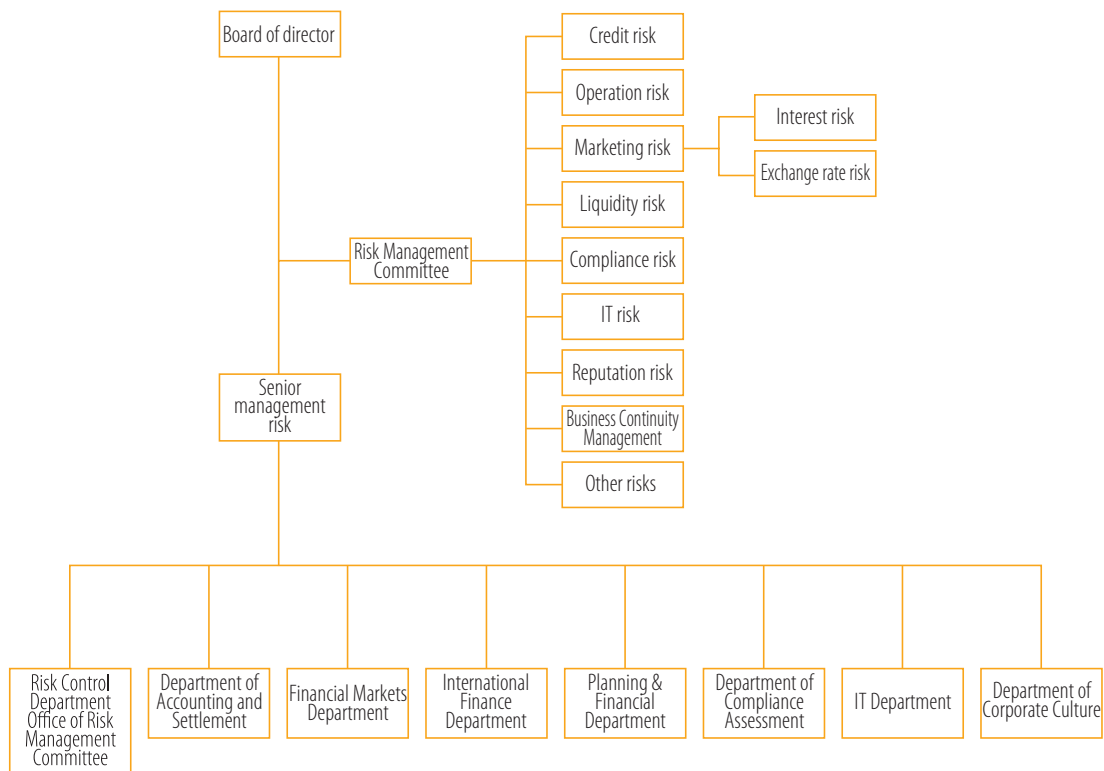 Board of director
Credit risk
Operation risk
Marketing risk
Interest risk
Exchange rate risk
Liquidity risk
Risk Management
Committee
Compliance risk
IT risk
Reputation risk
Senior
management
risk
Business Continuity
Management
Other risks
Risk Control
Department
Office of Risk
Management
Committee
Department of
Accounting and
Settlement
Financial Markets
Department
International
Finance
Department
Planning &
Financial
Department
Department of
Compliance
Assessment
IT Department
Department of
Corporate Culture